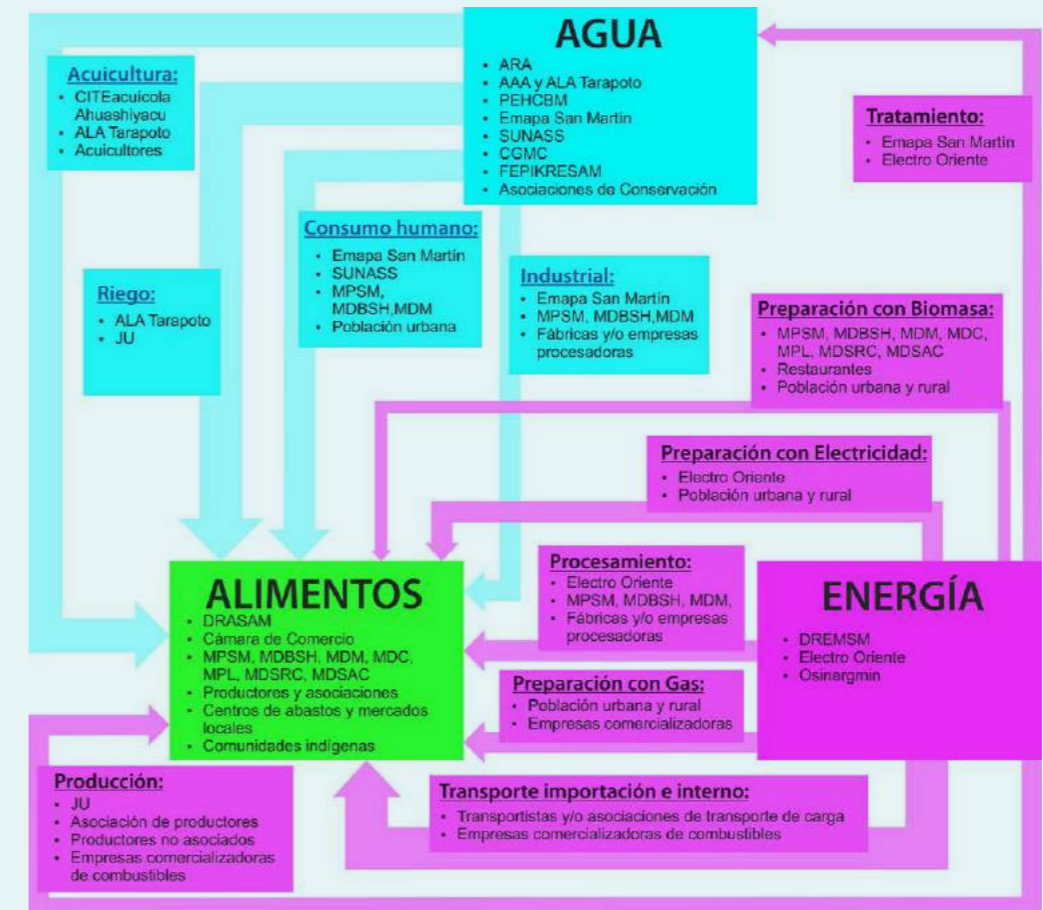 AGUA
• ARA
• AAA y ALA Tarapoto
• PEHCBM
• Emapa San Martín
• SUNASS
• CGMC
• FEPIKRESAM
• Asociaciones de Conservación
Acuicultura:
• CITEacuícola
Ahuashiyacu
• ALA Tarapoto
• Acuicultores
Tratamiento:
• Emapa San Martín
• Electro Oriente
Consumo humano:
• Emapa San Martín
• SUNASS
• MPSM,
MDBSH,MDM
• Población urbana
Industrial:
• Emapa San Martín
• MPSM, MDBSH,MDM
• Fábricas y/o empresas
procesadoras
Riego:
• ALA Tarapoto
• JU
Preparación con Biomasa:
• MPSM, MDBSH, MDM, MDC,
MPL, MDSRC, MDSAC
• Restaurantes
• Población urbana y rural
Preparación con Electricidad:
• Electro Oriente
• Población urbana y rural
ALIMENTOS
• DRASAM
• Cámara de Comercio
• MPSM, MDBSH, MDM, MDC,
MPL, MDSRC, MDSAC
• Productores y asociaciones
• Centros de abastos y mercados
locales
• Comunidades indígenas
Procesamiento:
• Electro Oriente
• MPSM, MDBSH, MDM,
• Fábricas y/o empresas
procesadoras
ENERGÍA
• DREMSM
• Electro Oriente
• Osinergmin
Preparación con Gas:
• Población urbana y rural
• Empresas comercializadoras
Producción:
• JU
• Asociación de productores
• Productores no asociados
• Empresas comercializadoras
de combustibles
Transporte importación e interno:
• Transportistas y/o asociaciones de transporte de carga
• Empresas comercializadoras de combustibles